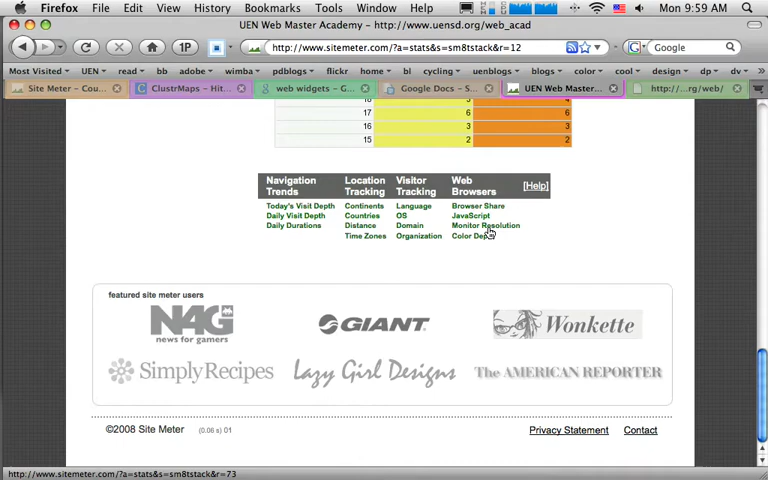 Firefox File Edit View History Bookmarks Tools Window Help Mon 9:59 AM
UEN Web Master Academy - http://www.uensd.org/web_acad
1P http://www.sitemeter.com/?a=stats&s=sm8tstack&r=12 Google
Most Visited UEN read bb adobe wimba pdblogs flickr home bl cycling uenblogs blogs color cool design dp dv »
Site Meter - Cou... ClustrMaps - Hit... web widgets - G... Google Docs - S... UEN Web Master... http://...rg/web/
17 6 6
16 3 3
15 2 2
Navigation Trends
Location Tracking
Visitor Tracking
Web Browsers
[Help]
Today's Visit Depth Continents Language Browser Share
Daily Visit Depth Countries OS JavaScript
Daily Durations Distance Domain Monitor Resolution
Time Zones Organization Color
featured site meter users
N4G
news for gamers
GIANT
Wonkette
SimplyRecipes
Lazy Girl Designs
The AMERICAN REPORTER
©2008 Site Meter (0.06 s) 01 Privacy Statement Contact
http://www.sitemeter.com/?a=stats&s=sm8tstack&r=73